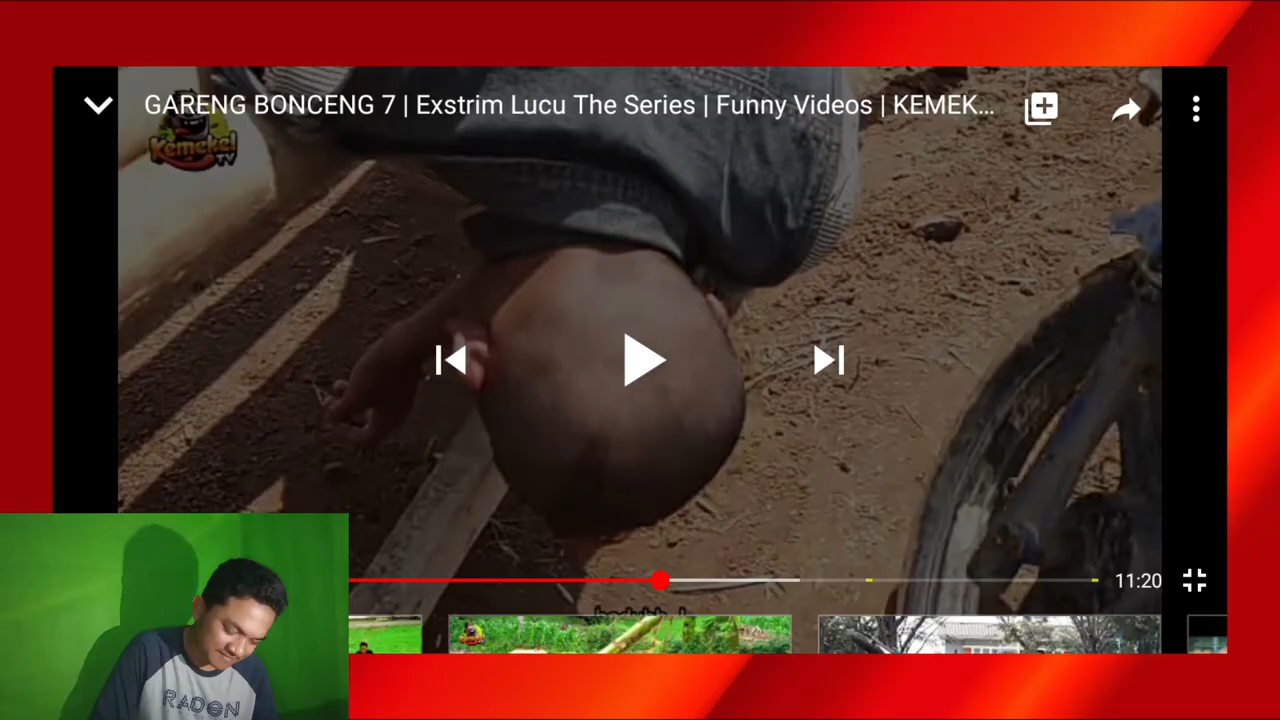 GARENG BONCENG 7 | Exstrim Lucu The Series | Funny Videos | KEMEK...
Kemekel
TV
11:20
RADON